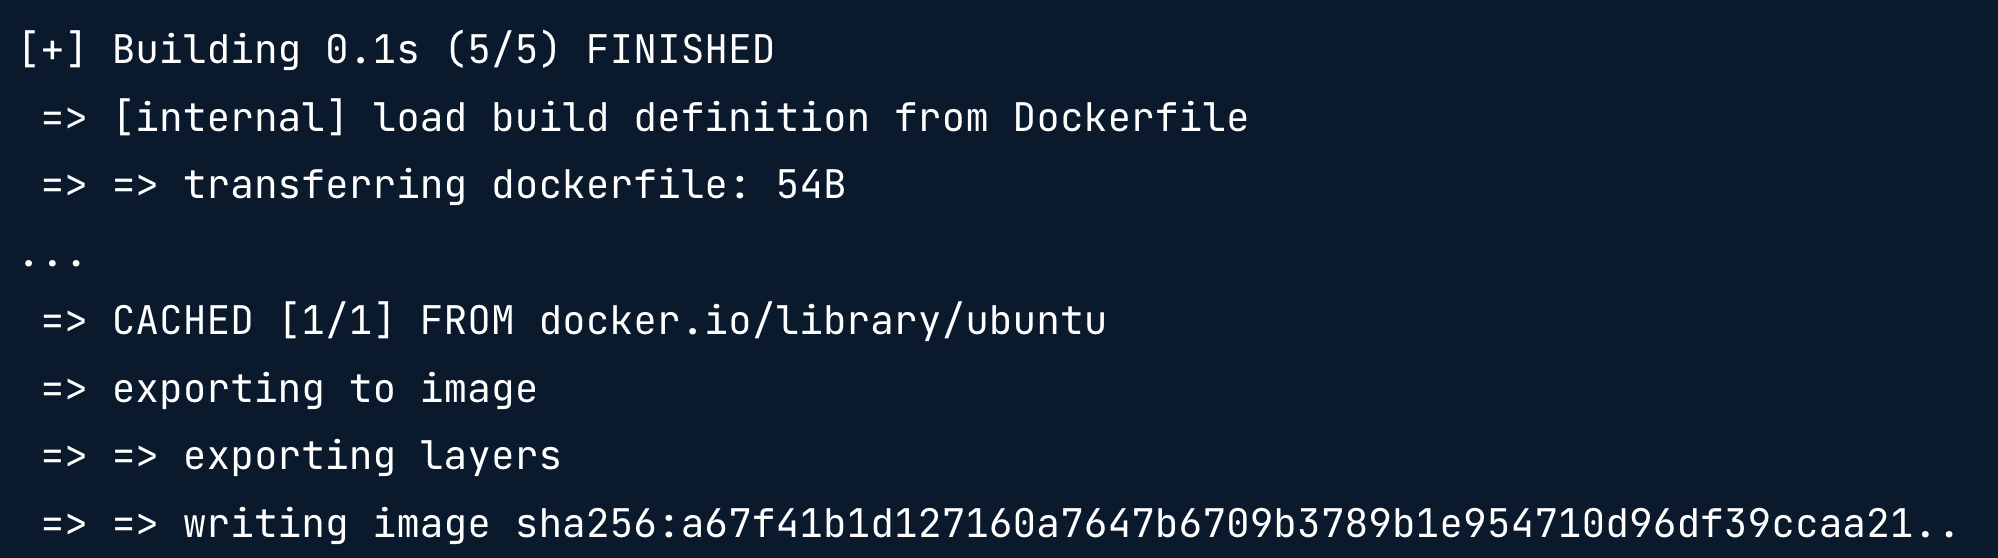 [+] Building 0.1s (5/5) FINISHED
=> [internal] load build definition from Dockerfile
=> => transferring dockerfile: 54B
...
=> CACHED [1/1] FROM docker.io/library/ubuntu
=> exporting to image
=> => exporting layers
=> => writing image sha256:a67f41b1d127160a7647b6709b3789b1e954710d96df39ccaa21..